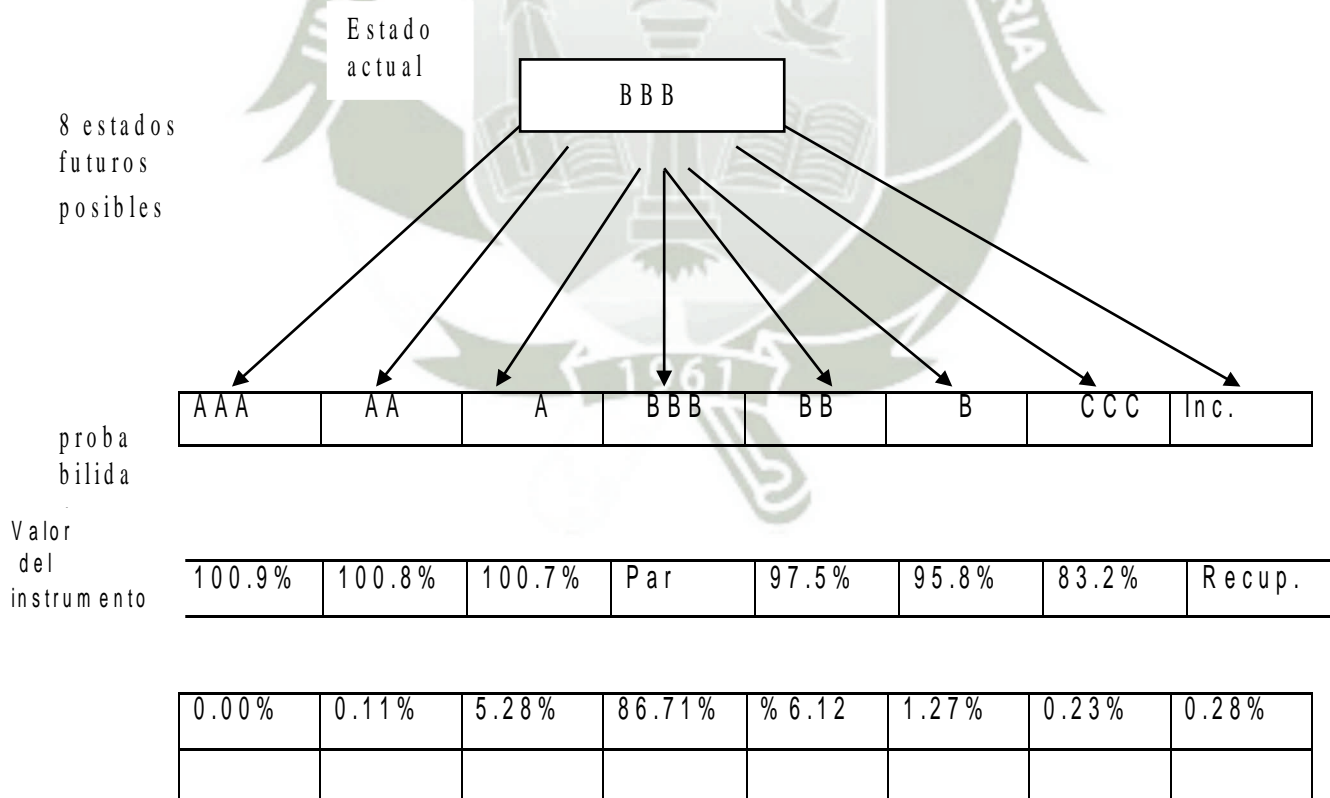 Estado
actual
BBB
8 estados
futuros
posibles
AAA AA A BBB BB B CCC Inc.
proba
bilida
Valor
del
instrumento
100.9% 100.8% 100.7% Par 97.5% 95.8% 83.2% Recup.
0.00% 0.11% 5.28% 86.71% % 6.12 1.27% 0.23% 0.28%
1961
RIA